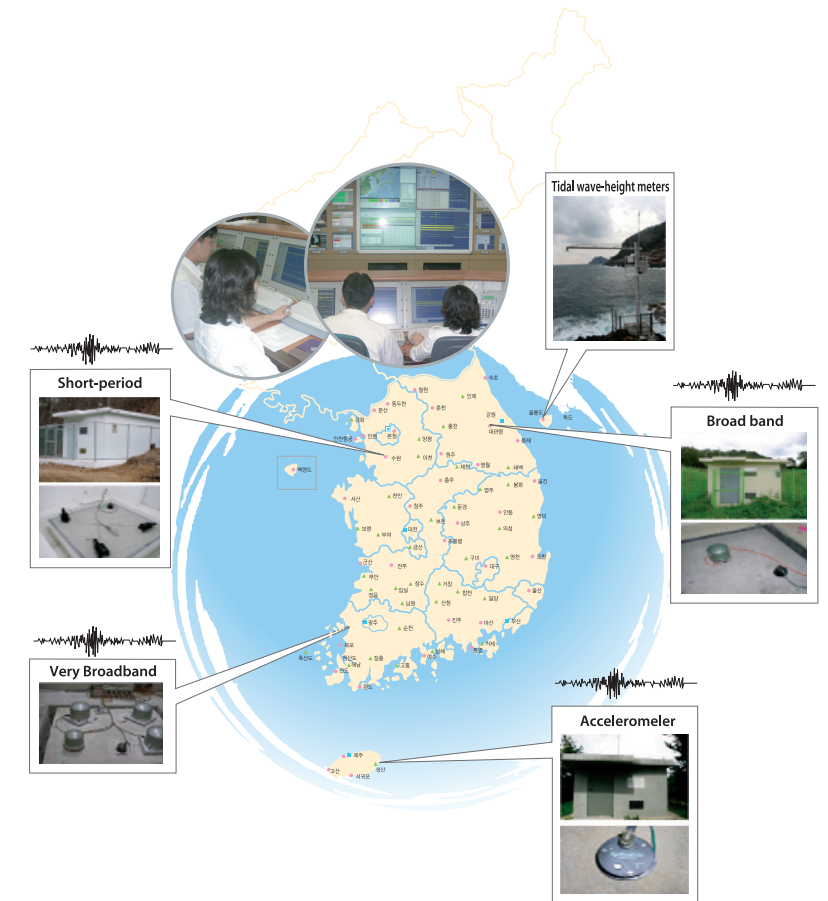 Tidal wave-height meters
Short-period
Broad band
Very Broadband
Acceleromeler
속초
철원
인제
동두천
문산
춘천
강원
울릉도
독도
강화
홍천
대관령
인천공항
인천
양평
동해
수원
이천
원주
제천
영월
태백
백령도
충주
봉화
울진
서산
천안
영주
청주
문경
안동
영덕
보령
대전
보은
상주
의성
부여
금산
추풍령
군산
전주
구미
영천
포항
대구
부안
장수
거창
정읍
임실
합천
울산
남원
산청
밀양
광주
순천
진주
마산
부산
목포
거제
흑산도
장흥
남해
통영
여수
해남
완도
고흥
제주
성산
고산
서귀포